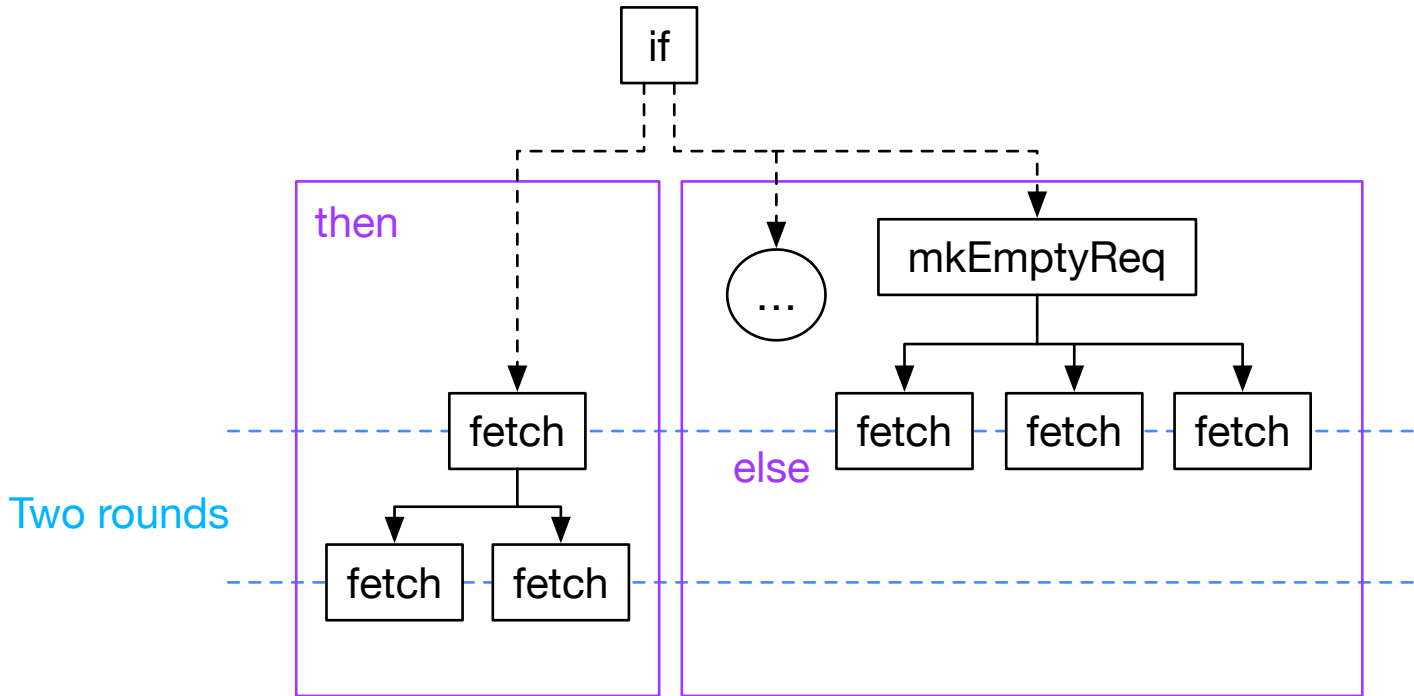 if
then
...
mkEmptyReq
fetch
fetch
fetch
fetch
else
Two rounds
fetch
fetch